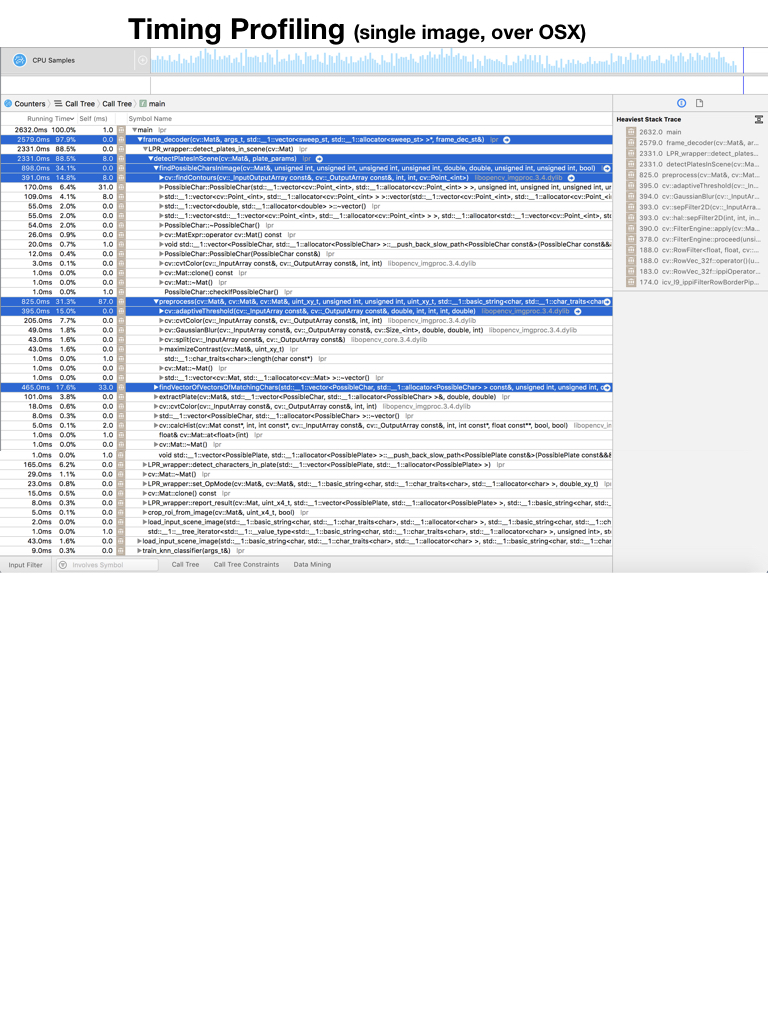 Timing Profiling (single image, over OSX)
CPU Samples
Counters Call Tree Call Tree main
Running Time Self (ms) Symbol Name
2632.0ms 100.0% 1.0 main lpr
2579.0ms 97.9% 0.0 frame_decoder(cv::Mat&, args_t, std::__1::vector<sweep_st, std::__1::allocator<sweep_st> >*, frame_dec_st&) lpr
2331.0ms 88.5% 0.0 LPR_wrapper::detect_plates_in_scene(cv::Mat) lpr
2331.0ms 88.5% 8.0 detectPlatesInScene(cv::Mat&, plate_params) lpr
898.0ms 34.1% 0.0 findPossibleCharsInImage(cv::Mat&, unsigned int, unsigned int, unsigned int, double, double, unsigned int, unsigned int, bool)
391.0ms 14.8% 8.0 cv::findContours(cv::_InputOutputArray const&, cv::_OutputArray const&, int, int, cv::Point_<int>) libopencv_imgproc.3.4.dylib
170.0ms 6.4% 31.0 PossibleChar::PossibleChar(std::__1::vector<cv::Point_<int>, std::__1::allocator<cv::Point_<int> > >, unsigned int, unsigned int, unsigned int, u
109.0ms 4.1% 8.0 std::__1::vector<cv::Point_<int>, std::__1::allocator<cv::Point_<int> > >::vector(std::__1::vector<cv::Point_<int>, std::__1::allocator<cv::Point_<i
55.0ms 2.0% 0.0 std::__1::vector<double, std::__1::allocator<double> >::~vector() lpr
55.0ms 2.0% 0.0 std::__1::vector<std::__1::vector<cv::Point_<int>, std::__1::allocator<cv::Point_<int> > >, std::__1::allocator<std::__1::vector<cv::Point_<int>, std
54.0ms 2.0% 0.0 PossibleChar::~PossibleChar() lpr
26.0ms 0.9% 0.0 cv::MatExpr::operator cv::Mat() const lpr
20.0ms 0.7% 1.0 void std::__1::vector<PossibleChar, std::__1::allocator<PossibleChar> >::__push_back_slow_path<PossibleChar const&>(PossibleChar const&&
12.0ms 0.4% 0.0 PossibleChar::PossibleChar(PossibleChar const&) lpr
3.0ms 0.1% 0.0 cv::cvtColor(cv::_InputArray const&, cv::_OutputArray const&, int, int) libopencv_imgproc.3.4.dylib
1.0ms 0.0% 0.0 cv::Mat::clone() const lpr
1.0ms 0.0% 0.0 cv::Mat::~Mat() lpr
1.0ms 0.0% 1.0 PossibleChar::checkIfPossibleChar() lpr
825.0ms 31.3% 87.0 preprocess(cv::Mat&, cv::Mat&, cv::Mat&, uint_xy_t, unsigned int, unsigned int, uint_xy_t, std::__1::basic_string<char, std::__1::char_traits<char
395.0ms 15.0% 0.0 cv::adaptiveThreshold(cv::_InputArray const&, cv::_OutputArray const&, double, int, int, int, double) libopencv_imgproc.3.4.dylib
205.0ms 7.7% 0.0 cv::cvtColor(cv::_InputArray const&, cv::_OutputArray const&, int, int) libopencv_imgproc.3.4.dylib
49.0ms 1.8% 0.0 cv::GaussianBlur(cv::_InputArray const&, cv::_OutputArray const&, cv::Size_<int>, double, double, int) libopencv_imgproc.3.4.dylib
43.0ms 1.6% 0.0 cv::split(cv::_InputArray const&, cv::_OutputArray const&) libopencv_core.3.4.dylib
43.0ms 1.6% 0.0 maximizeContrast(cv::Mat&, uint_xy_t) lpr
1.0ms 0.0% 1.0 std::__1::char_traits<char>::length(char const*) lpr
1.0ms 0.0% 0.0 cv::Mat::~Mat() lpr
1.0ms 0.0% 0.0 std::__1::vector<cv::Mat, std::__1::allocator<cv::Mat> >::~vector() lpr
465.0ms 17.6% 33.0 findVectorOfVectorsOfMatchingChars(std::__1::vector<PossibleChar, std::__1::allocator<PossibleChar> > const&, unsigned int, unsigned int, c
101.0ms 3.8% 0.0 extractPlate(cv::Mat&, std::__1::vector<PossibleChar, std::__1::allocator<PossibleChar> >&, double, double) lpr
18.0ms 0.6% 0.0 cv::cvtColor(cv::_InputArray const&, cv::_OutputArray const&, int, int) libopencv_imgproc.3.4.dylib
8.0ms 0.3% 0.0 std::__1::vector<PossibleChar, std::__1::allocator<PossibleChar> >::~vector() lpr
5.0ms 0.1% 2.0 cv::calcHist(cv::Mat const*, int, int const*, cv::_InputArray const&, cv::_OutputArray const&, int, int const*, float const**, bool, bool) libopencv_in
1.0ms 0.0% 1.0 float& cv::Mat::at<float>(int) lpr
1.0ms 0.0% 0.0 cv::Mat::~Mat() lpr
1.0ms 0.0% 1.0 void std::__1::vector<PossiblePlate, std::__1::allocator<PossiblePlate> >::__push_back_slow_path<PossiblePlate const&>(PossiblePlate const&&
165.0ms 6.2% 0.0 LPR_wrapper::detect_characters_in_plate(std::__1::vector<PossiblePlate, std::__1::allocator<PossiblePlate> >) lpr
29.0ms 1.1% 0.0 cv::Mat::~Mat() lpr
23.0ms 0.8% 0.0 LPR_wrapper::set_OpMode(cv::Mat&, cv::Mat&, std::__1::basic_string<char, std::__1::char_traits<char>, std::__1::allocator<char> >, double_xy_t) lpr
15.0ms 0.5% 0.0 cv::Mat::clone() const lpr
8.0ms 0.3% 0.0 LPR_wrapper::report_result(cv::Mat, uint_x4_t, std::__1::vector<PossiblePlate, std::__1::allocator<PossiblePlate> >, std::__1::basic_string<char,
5.0ms 0.1% 0.0 crop_roi_from_image(cv::Mat&, uint_x4_t, bool) lpr
2.0ms 0.0% 0.0 load_input_scene_image(std::__1::basic_string<char, std::__1::char_traits<char>, std::__1::allocator<char> >, std::__1::basic_string<char, std::__1
1.0ms 0.0% 1.0 std::__1::__tree_iterator<std::__1::__value_type<std::__1::basic_string<char, std::__1::char_traits<char>, std::__1::allocator<char> >, unsigned int>, st
43.0ms 1.6% 0.0 load_input_scene_image(std::__1::basic_string<char, std::__1::char_traits<char>, std::__1::allocator<char> >, std::__1::basic_string<char, std::__1::char
9.0ms 0.3% 0.0 train_knn_classifier(args_t&) lpr
Input Filter Involves Symbol Call Tree Call Tree Constraints Data Mining
Heaviest Stack Trace
2632.0 main
2579.0 frame_decoder(cv::Mat&, ar...
2331.0 LPR_wrapper::detect_plates...
2331.0 detectPlatesInScene(cv::Ma...
825.0 preprocess(cv::Mat&, cv::Mat...
395.0 cv::adaptiveThreshold(cv::_In...
394.0 cv::GaussianBlur(cv::_InputAr...
393.0 cv::sepFilter2D(cv::_InputArra...
393.0 cv::hal::sepFilter2D(int, int, in...
390.0 cv::FilterEngine::apply(cv::Ma...
378.0 cv::FilterEngine::proceed(unsi...
188.0 cv::RowFilter<float, float, cv::...
188.0 cv::RowVec_32f::operator()(u...
183.0 cv::RowVec_32f::ippiOperator...
174.0 icv_l9_ippiFilterRowBorderPip...